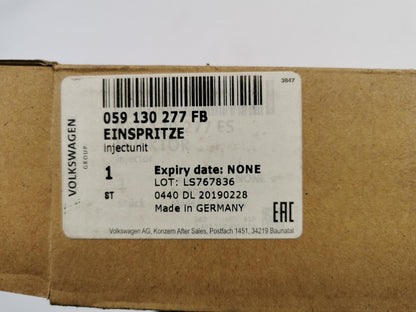 3847
VOLKSWAGEN
GROUP
059 130 277 FB
EINSPRITZE
injectunit
1
Expiry date: NONE
LOT: LS767836
ST
0440 DL 20190228
Made in GERMANY
EAC
Volkswagen AG, Konzern After Sales, Postfach 1451, 34219 Baunatal